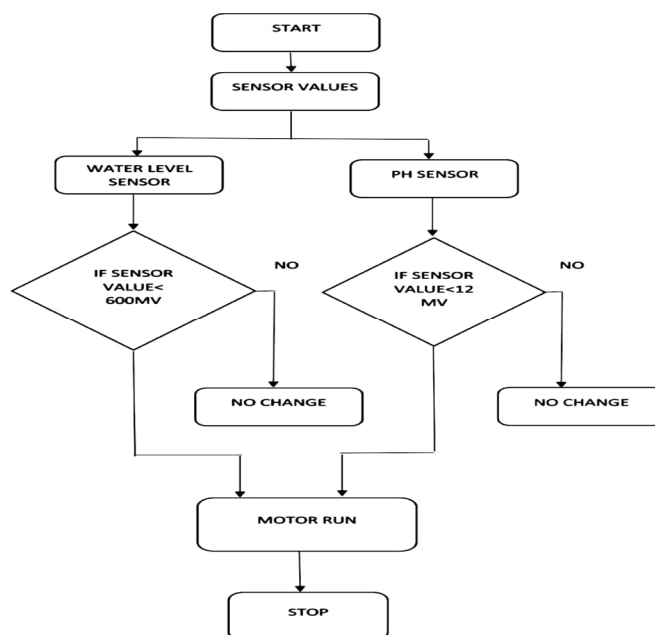 START
SENSOR VALUES
WATER LEVEL
SENSOR
PH SENSOR
IF SENSOR
VALUE<
600MV
NO
IF SENSOR
VALUE<12
MV
NO
NO CHANGE
NO CHANGE
MOTOR RUN
STOP